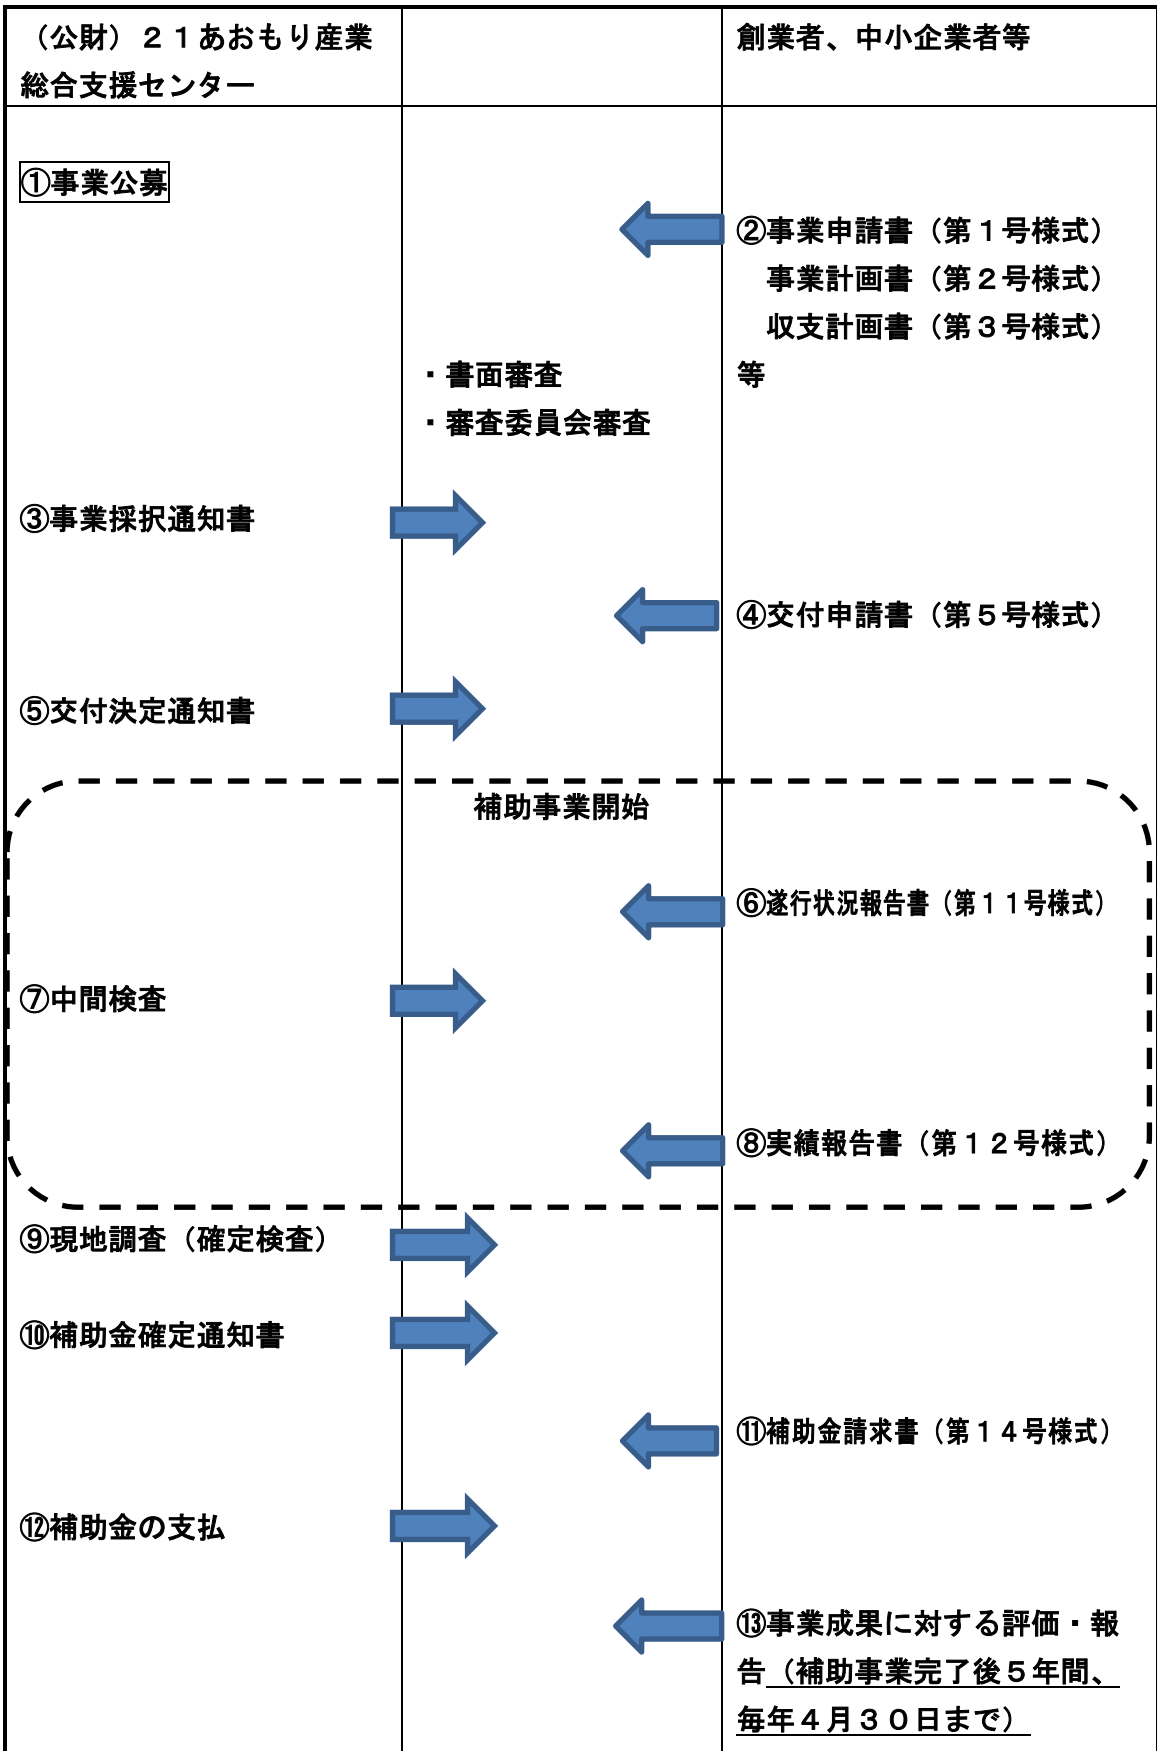 （公財）２１あおもり産業
総合支援センター
創業者、中小企業者等
①事業公募
②事業申請書（第１号様式）
事業計画書（第２号様式）
収支計画書（第３号様式）
等
・書面審査
・審査委員会審査
③事業採択通知書
④交付申請書（第５号様式）
⑤交付決定通知書
補助事業開始
⑥遂行状況報告書（第１１号様式）
⑦中間検査
⑧実績報告書（第１２号様式）
⑨現地調査（確定検査）
⑩補助金確定通知書
⑪補助金請求書（第１４号様式）
⑫補助金の支払
⑬事業成果に対する評価・報
告（補助事業完了後５年間、
毎年４月３０日まで）